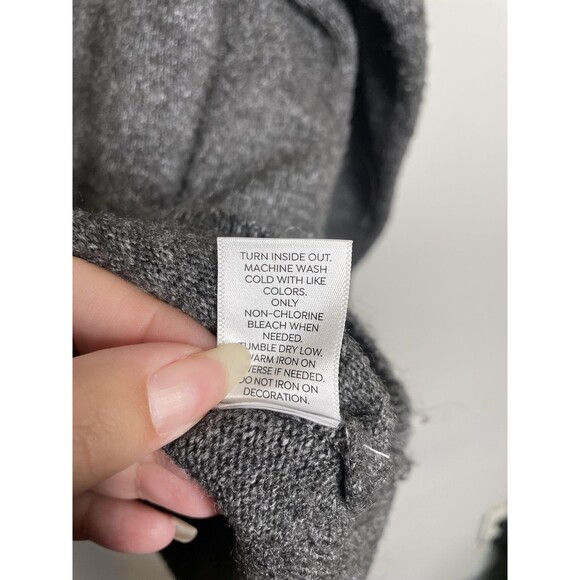 TURN INSIDE OUT.
MACHINE WASH
COLD WITH LIKE
COLORS.
ONLY
NON-CHLORINE
BLEACH WHEN
NEEDED.
TUMBLE DRY LOW.
WARM IRON ON
VERSE IF NEEDED.
DO NOT IRON ON
DECORATION.